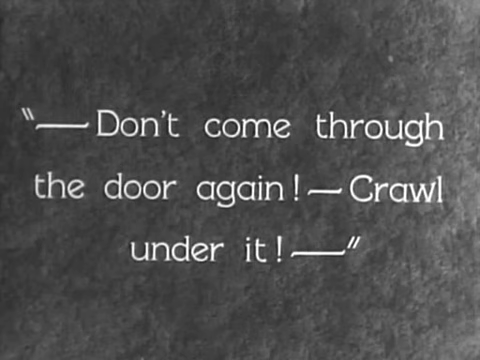 "—Don't come through
the door again!—Crawl
under it!—"